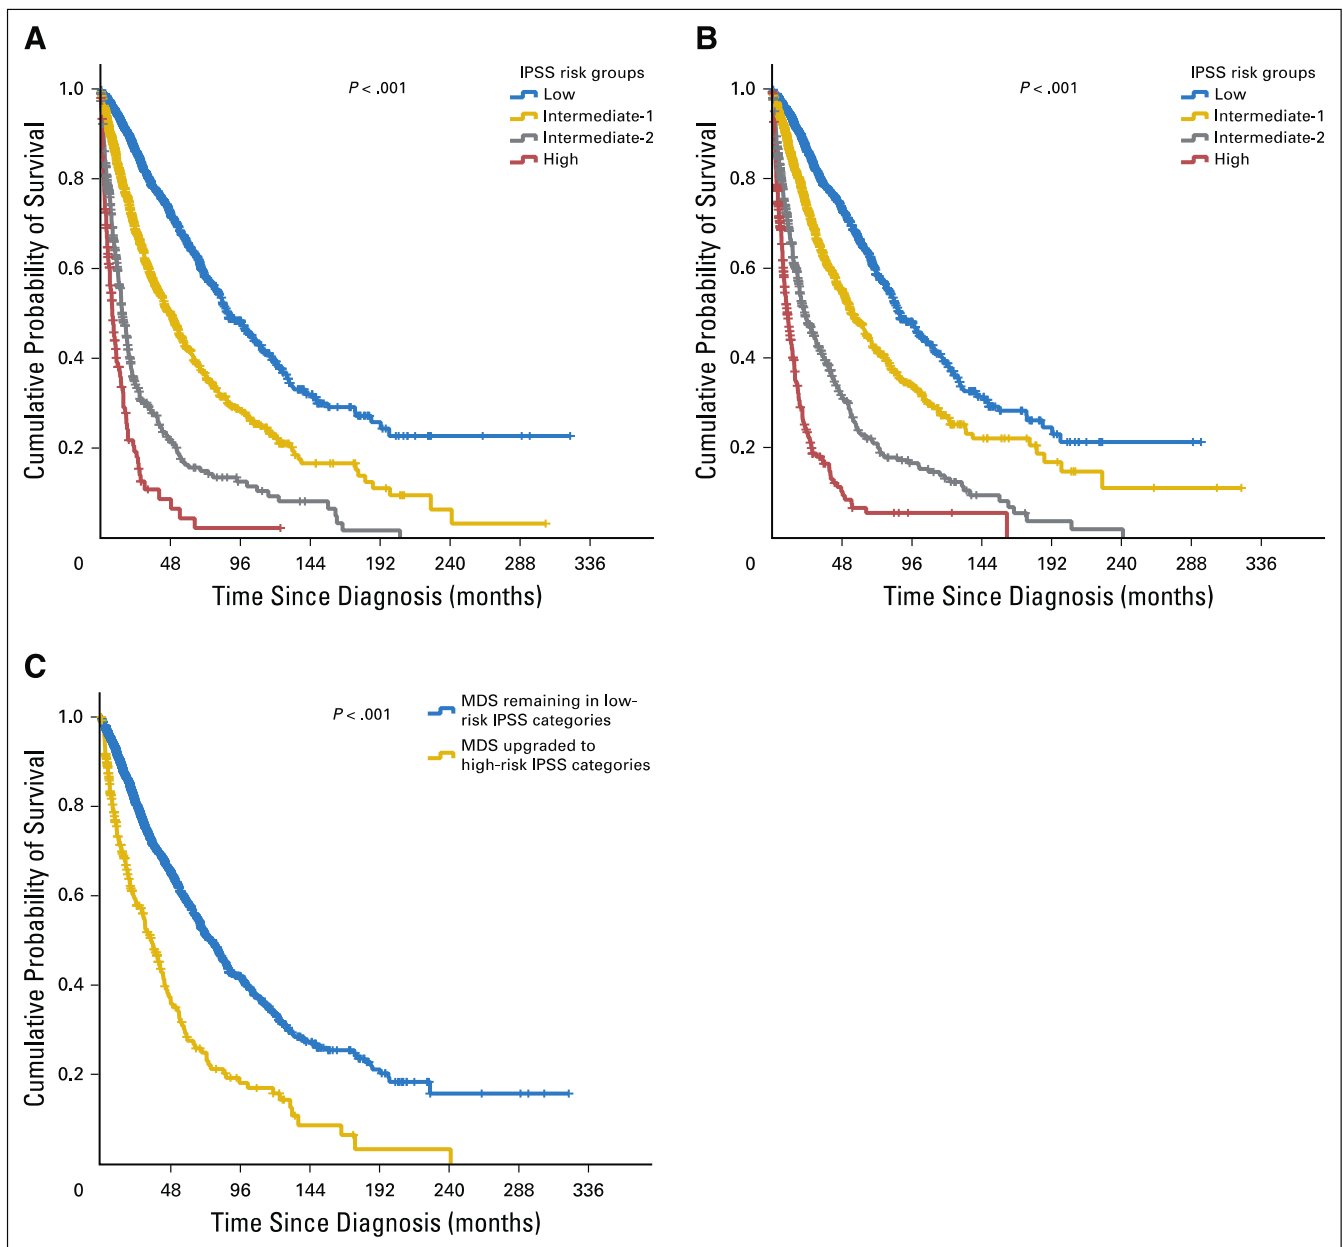 A
P < .001
IPSS risk groups
Low
Intermediate-1
Intermediate-2
High
Cumulative Probability of Survival
1.0
0.8
0.6
0.4
0.2
0 48 96 144 192 240 288 336
Time Since Diagnosis (months)
B
P < .001
IPSS risk groups
Low
Intermediate-1
Intermediate-2
High
Cumulative Probability of Survival
1.0
0.8
0.6
0.4
0.2
0 48 96 144 192 240 288 336
Time Since Diagnosis (months)
C
P < .001
MDS remaining in low-
risk IPSS categories
MDS upgraded to
high-risk IPSS categories
Cumulative Probability of Survival
1.0
0.8
0.6
0.4
0.2
0 48 96 144 192 240 288 336
Time Since Diagnosis (months)